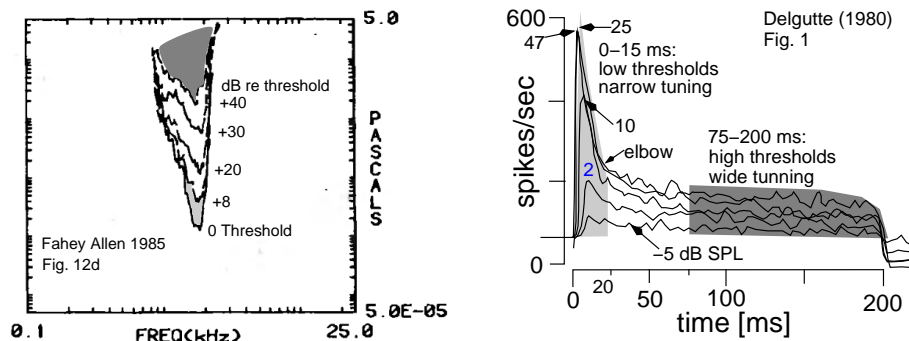 5.0
dB re threshold
+40
+30
+20
+8
0 Threshold
Fahey Allen 1985
Fig. 12d
PASCALS
5.0E-05
0.1
FREQ(kHz)
25.0
Delgutte (1980)
Fig. 1
600
spikes/sec
0
47
25
0–15 ms:
low thresholds
narrow tuning
10
elbow
2
75–200 ms:
high thresholds
wide tunning
−5 dB SPL
0
20
50
100
200
time [ms]